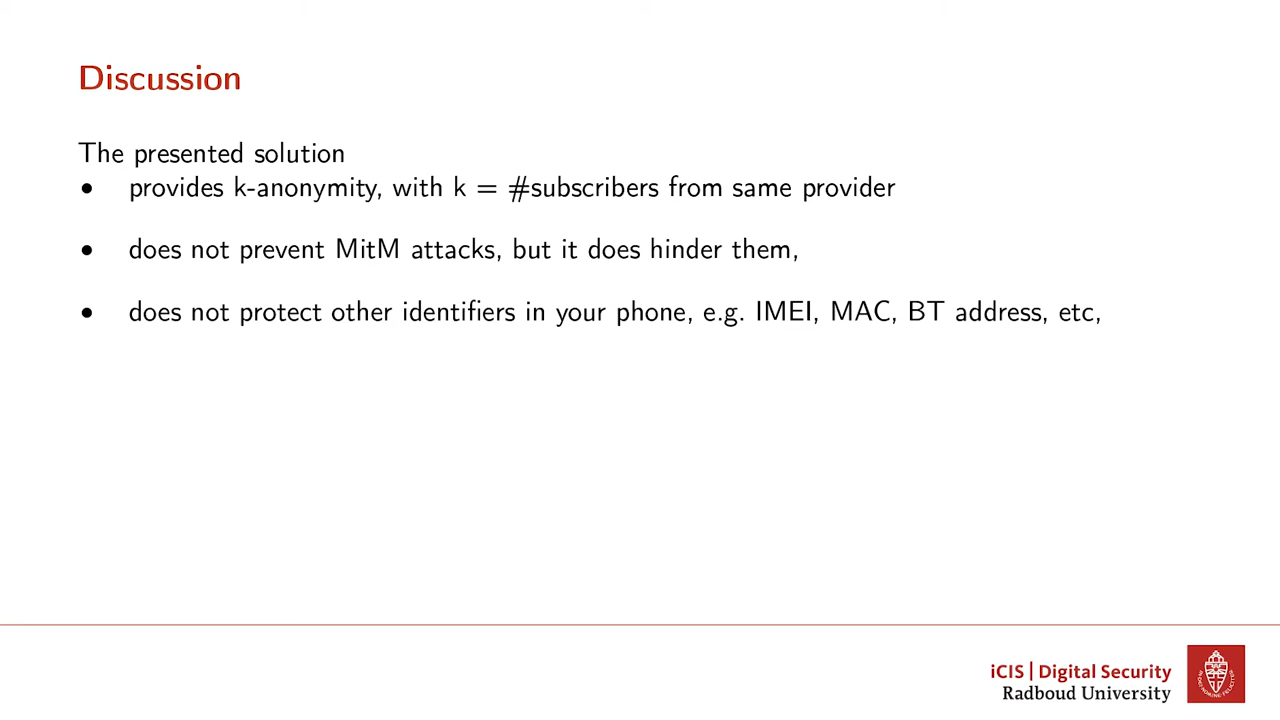 Discussion
The presented solution
• provides k-anonymity, with k = #subscribers from same provider
• does not prevent MitM attacks, but it does hinder them,
• does not protect other identifiers in your phone, e.g. IMEI, MAC, BT address, etc,
iCIS | Digital Security
Radboud University